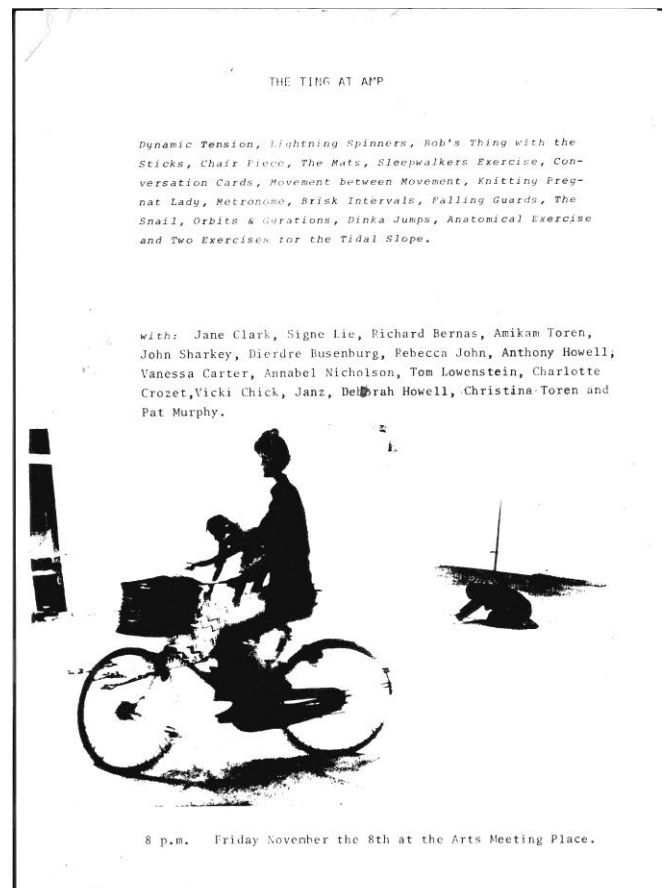 THE TING AT AMP
Dynamic Tension, Lightning Spinners, Bob's Thing with the
Sticks, Chair Piece, The Mats, Sleepwalkers Exercise, Con-
versation Cards, Movement between Movement, Knitting Preg-
nat Lady, Metronome, Brisk Intervals, Falling Guards, The
Snail, Orbits & Gyrations, Dinka Jumps, Anatomical Exercise
and Two Exercises for the Tidal Slope.
with: Jane Clark, Signe Lie, Richard Bernas, Amikam Toren,
John Sharkey, Dierdre Busenburg, Rebecca John, Anthony Howell,
Vanessa Carter, Annabel Nicholson, Tom Lowenstein, Charlotte
Crozet,Vicki Chick, Janz, Deborah Howell, Christina Toren and
Pat Murphy.
8 p.m. Friday November the 8th at the Arts Meeting Place.